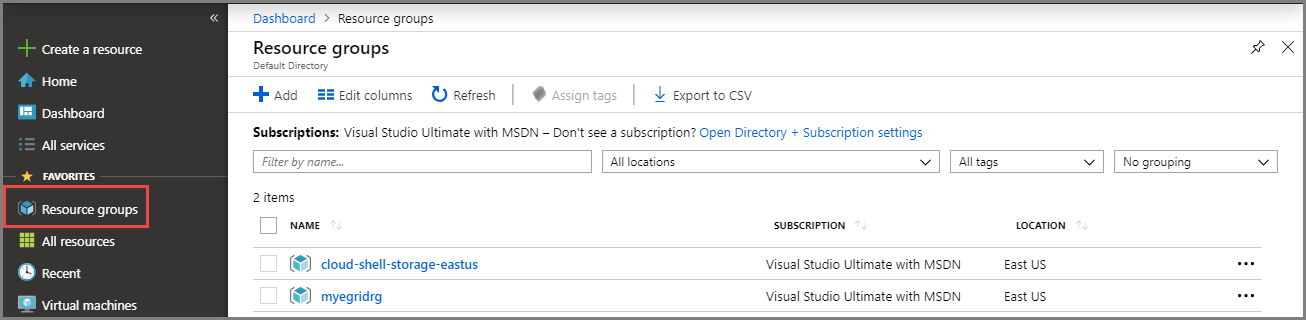 «
Create a resource
Home
Dashboard
All services
FAVORITES
Resource groups
All resources
Recent
Virtual machines
Dashboard > Resource groups
Resource groups
Default Directory
Add Edit columns Refresh Assign tags Export to CSV
Subscriptions: Visual Studio Ultimate with MSDN – Don't see a subscription? Open Directory + Subscription settings
Filter by name... All locations All tags No grouping
2 items
NAME SUBSCRIPTION LOCATION
cloud-shell-storage-eastus Visual Studio Ultimate with MSDN East US
myegridrg Visual Studio Ultimate with MSDN East US